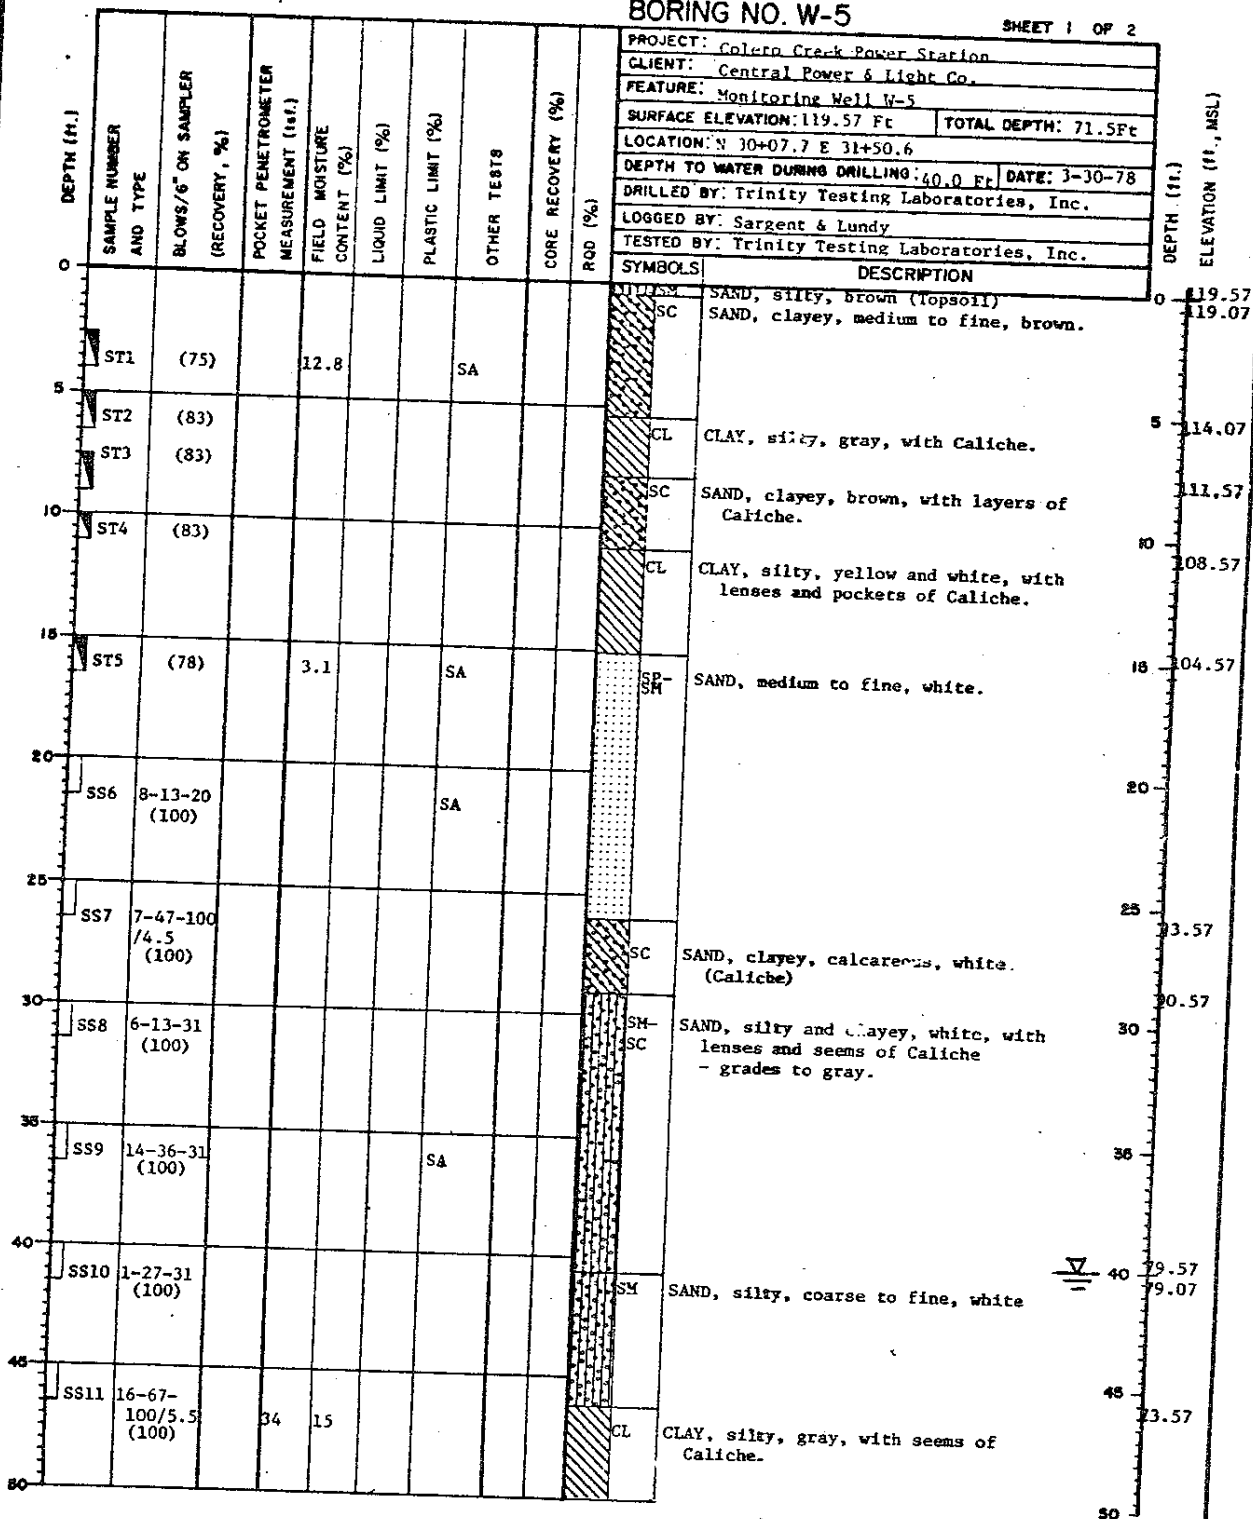 BORING NO. W-5
SHEET 1 OF 2
PROJECT: Coleto Creek Power Station
CLIENT: Central Power & Light Co.
FEATURE: Monitoring Well W-5
SURFACE ELEVATION: 119.57 Ft TOTAL DEPTH: 71.5Ft
LOCATION: N 30+07.7 E 31+50.6
DEPTH TO WATER DURING DRILLING: 40.0 Ft DATE: 3-30-78
DRILLED BY: Trinity Testing Laboratories, Inc.
LOGGED BY: Sargent & Lundy
TESTED BY: Trinity Testing Laboratories, Inc.
SYMBOLS DESCRIPTION
DEPTH (ft.)
SAMPLE NUMBER
AND TYPE
BLOWS/6" ON SAMPLER
(RECOVERY, %)
POCKET PENETROMETER
MEASUREMENT (tsf.)
FIELD MOISTURE
CONTENT (%)
LIQUID LIMIT (%)
PLASTIC LIMIT (%)
OTHER TESTS
CORE RECOVERY (%)
RQD (%)
DEPTH (ft.)
ELEVATION (ft., MSL)
0
SM SAND, silty, brown (Topsoil) 0 119.57
SC SAND, clayey, medium to fine, brown. 119.07
ST1 (75) 12.8 SA
5
ST2 (83)
CL CLAY, silty, gray, with Caliche. 5 114.07
ST3 (83)
SC SAND, clayey, brown, with layers of 111.57
Caliche.
10
ST4 (83)
10
CL CLAY, silty, yellow and white, with 108.57
lenses and pockets of Caliche.
15
ST5 (78) 3.1 SA
15 104.57
SP-
SM SAND, medium to fine, white.
20
SS6 8-13-20 SA
(100)
20
25
SS7 7-47-100
/4.5
(100)
25
93.57
SC SAND, clayey, calcareous, white.
(Caliche)
30
90.57
SS8 6-13-31
(100)
SM- SAND, silty and clayey, white, with 30
SC lenses and seems of Caliche
- grades to gray.
35
SS9 14-36-31 SA
(100)
35
40
SS10 1-27-31
(100)
40 79.57
79.07
SM SAND, silty, coarse to fine, white
45
SS11 16-67-
100/5.5 34 15
(100)
45
73.57
CL CLAY, silty, gray, with seems of
Caliche.
50
50